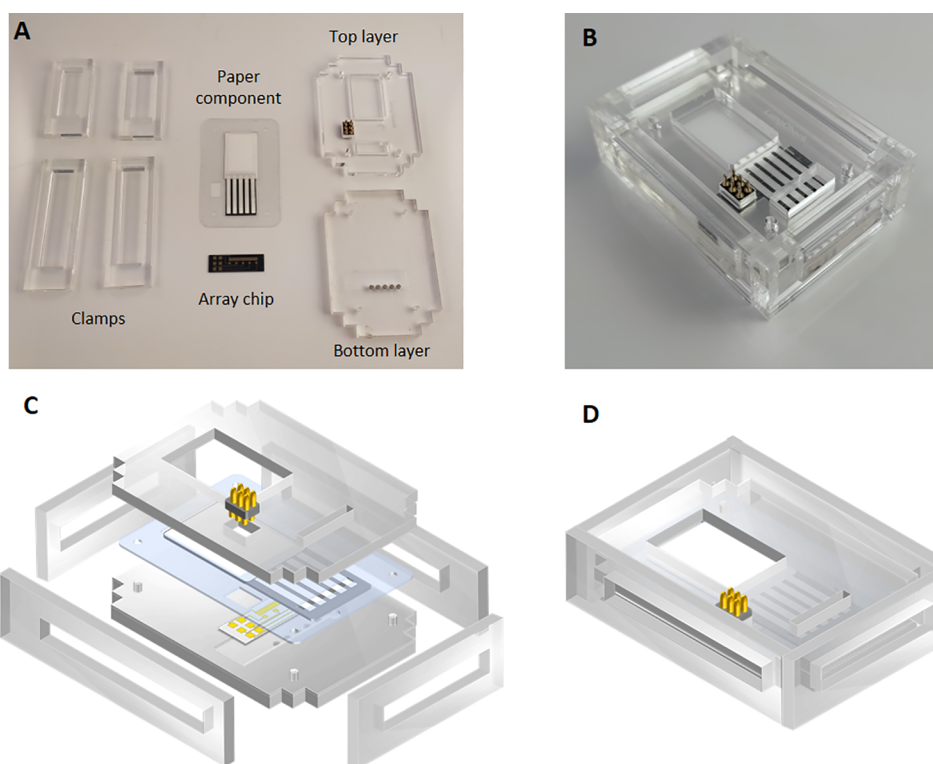 A
Top layer
Paper
component
Array chip
Clamps
Bottom layer
B
C
D